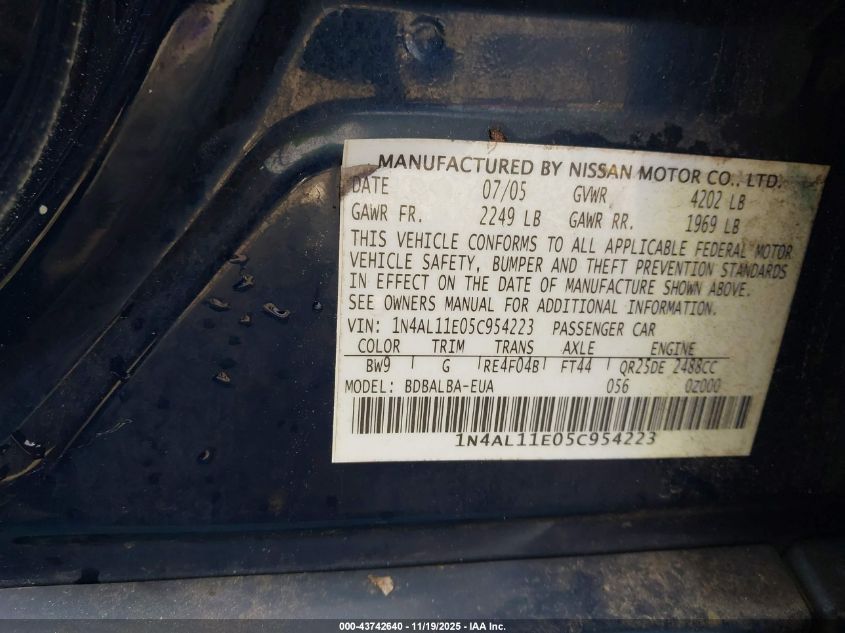 MANUFACTURED BY NISSAN MOTOR CO., LTD.
DATE 07/05 GVWR 4202 LB
GAWR FR. 2249 LB GAWR RR. 1969 LB
THIS VEHICLE CONFORMS TO ALL APPLICABLE FEDERAL MOTOR
VEHICLE SAFETY, BUMPER AND THEFT PREVENTION STANDARDS
IN EFFECT ON THE DATE OF MANUFACTURE SHOWN ABOVE.
SEE OWNERS MANUAL FOR ADDITIONAL INFORMATION.
VIN: 1N4AL11E05C954223 PASSENGER CAR
COLOR TRIM TRANS AXLE ENGINE
BW9 G RE4F04B FT44 QR25DE 2488CC
MODEL: BDBALBA-EUA 056 0Z000
1N4AL11E05C954223
000-43742640 - 11/19/2025 - IAA Inc.